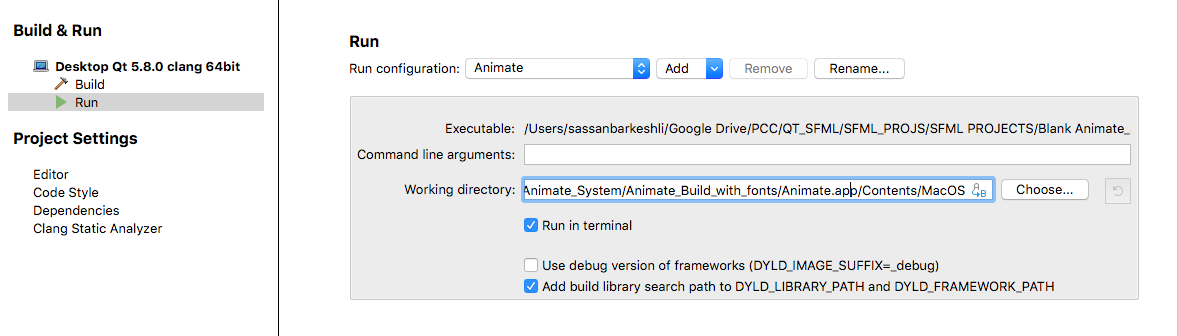 Build & Run
Desktop Qt 5.8.0 clang 64bit
Build
Run
Project Settings
Editor
Code Style
Dependencies
Clang Static Analyzer
Run
Run configuration: Animate Add Remove Rename...
Executable: /Users/sassanbarkeshli/Google Drive/PCC/QT_SFML/SFML_PROJS/SFML PROJECTS/Blank Animate_
Command line arguments:
Working directory: Animate_System/Animate_Build_with_fonts/Animate.app/Contents/MacOS Choose...
Run in terminal
Use debug version of frameworks (DYLD_IMAGE_SUFFIX=_debug)
Add build library search path to DYLD_LIBRARY_PATH and DYLD_FRAMEWORK_PATH